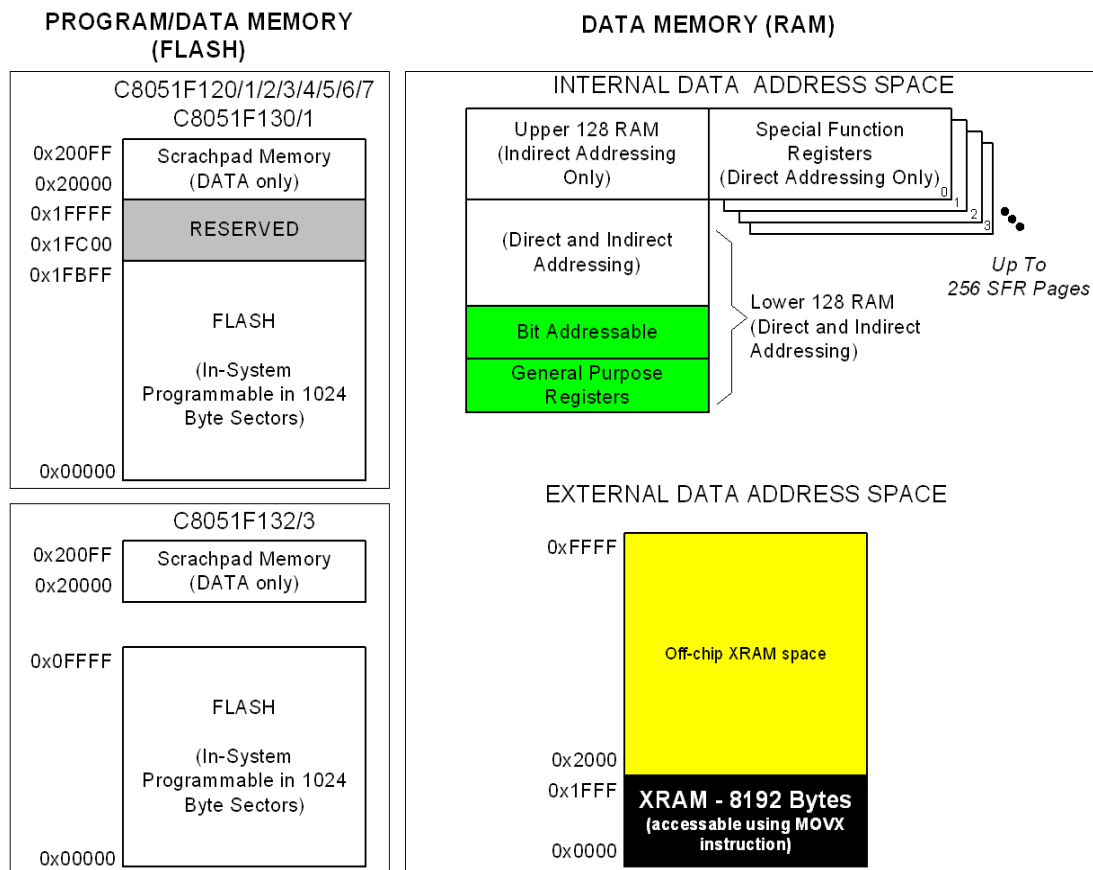 PROGRAM/DATA MEMORY
(FLASH)
C8051F120/1/2/3/4/5/6/7
C8051F130/1
0x200FF
0x20000
Scrachpad Memory
(DATA only)
0x1FFFF
0x1FC00
RESERVED
0x1FBFF
FLASH
(In-System
Programmable in 1024
Byte Sectors)
0x00000
C8051F132/3
0x200FF
0x20000
Scrachpad Memory
(DATA only)
0x0FFFF
FLASH
(In-System
Programmable in 1024
Byte Sectors)
0x00000
DATA MEMORY (RAM)
INTERNAL DATA ADDRESS SPACE
Upper 128 RAM
(Indirect Addressing
Only)
Special Function
Registers
(Direct Addressing Only)
0
1
2
3
Up To
256 SFR Pages
(Direct and Indirect
Addressing)
Lower 128 RAM
(Direct and Indirect
Addressing)
Bit Addressable
General Purpose
Registers
EXTERNAL DATA ADDRESS SPACE
0xFFFF
Off-chip XRAM space
0x2000
0x1FFF
XRAM - 8192 Bytes
(accessable using MOVX
instruction)
0x0000